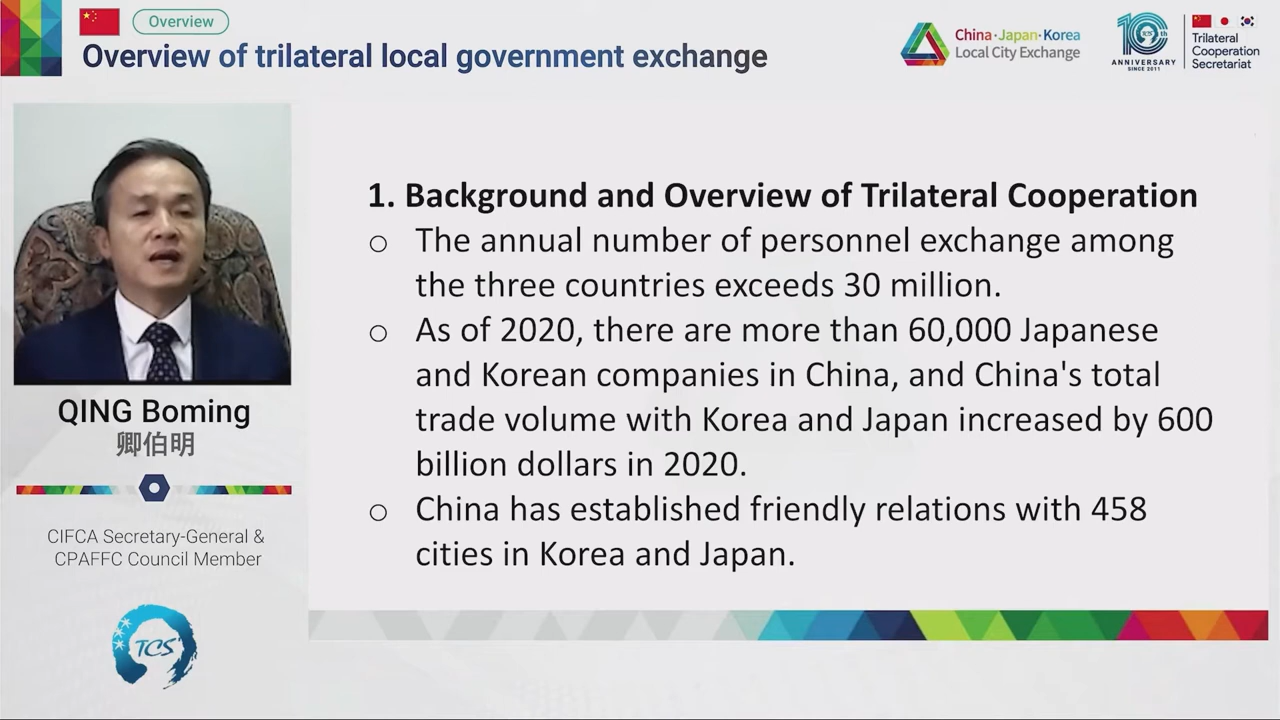 Overview
Overview of trilateral local government exchange
China·Japan·Korea
Local City Exchange
10th
TCS
ANNIVERSARY
SINCE 2011
Trilateral
Cooperation
Secretariat
QING Boming
卿伯明
CIFCA Secretary-General &
CPAFFC Council Member
TCS
1. Background and Overview of Trilateral Cooperation
○ The annual number of personnel exchange among
the three countries exceeds 30 million.
○ As of 2020, there are more than 60,000 Japanese
and Korean companies in China, and China's total
trade volume with Korea and Japan increased by 600
billion dollars in 2020.
○ China has established friendly relations with 458
cities in Korea and Japan.